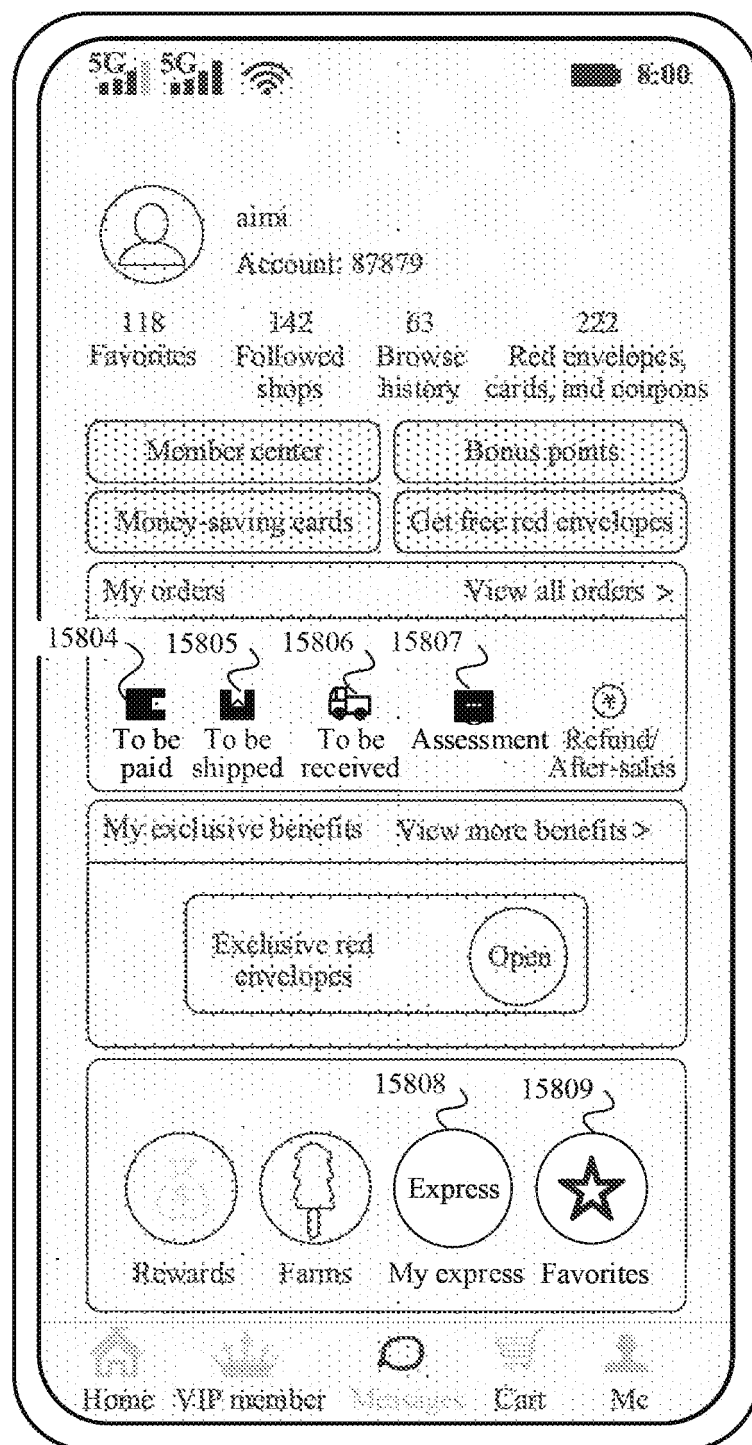 5G 5G 8:00
aimi
Account: 87879
118 142 63 222
Favorites Followed Browse Red envelopes,
shops history cards, and coupons
Member center Bonus points
Money-saving cards Get free red envelopes
My orders View all orders >
15804 15805 15806 15807
To be To be To be Assessment Refund/
paid shipped received After-sales
My exclusive benefits View more benefits >
Exclusive red
envelopes
Open
15808 15809
Express
Rewards Farms My express Favorites
Home VIP member Messages Cart Me